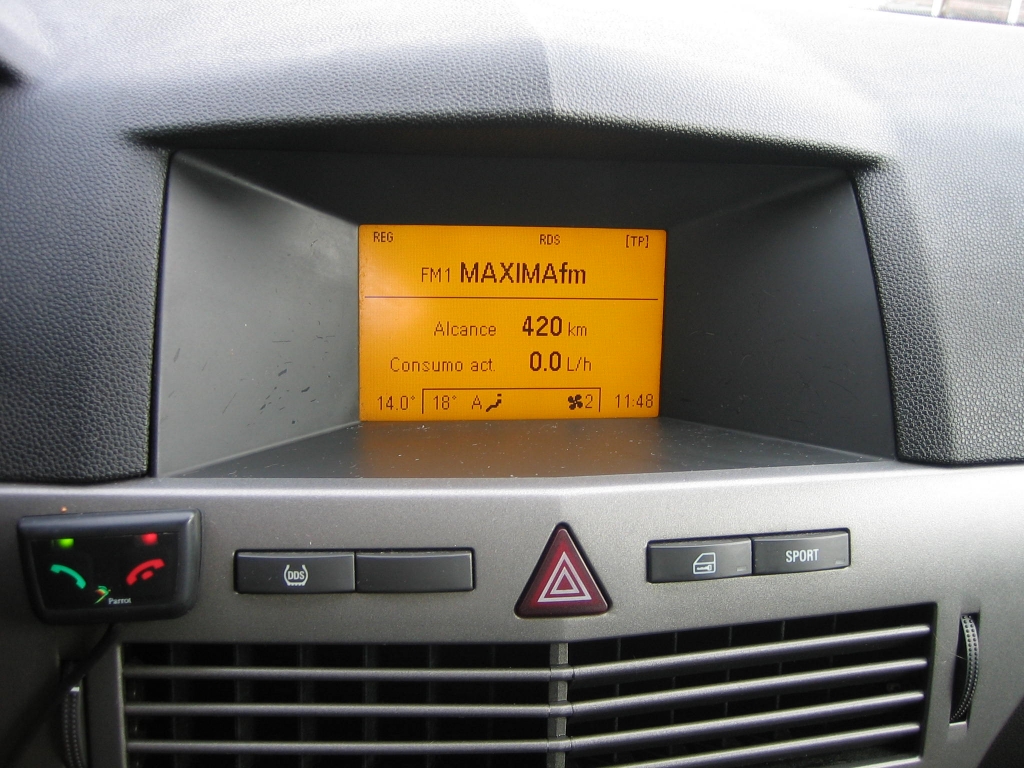 REG RDS [TP]
FM1 MAXIMAfm
Alcance 420 km
Consumo act. 0.0 L/h
14.0° 18° A 2 11:48
DDS
SPORT
Parrot